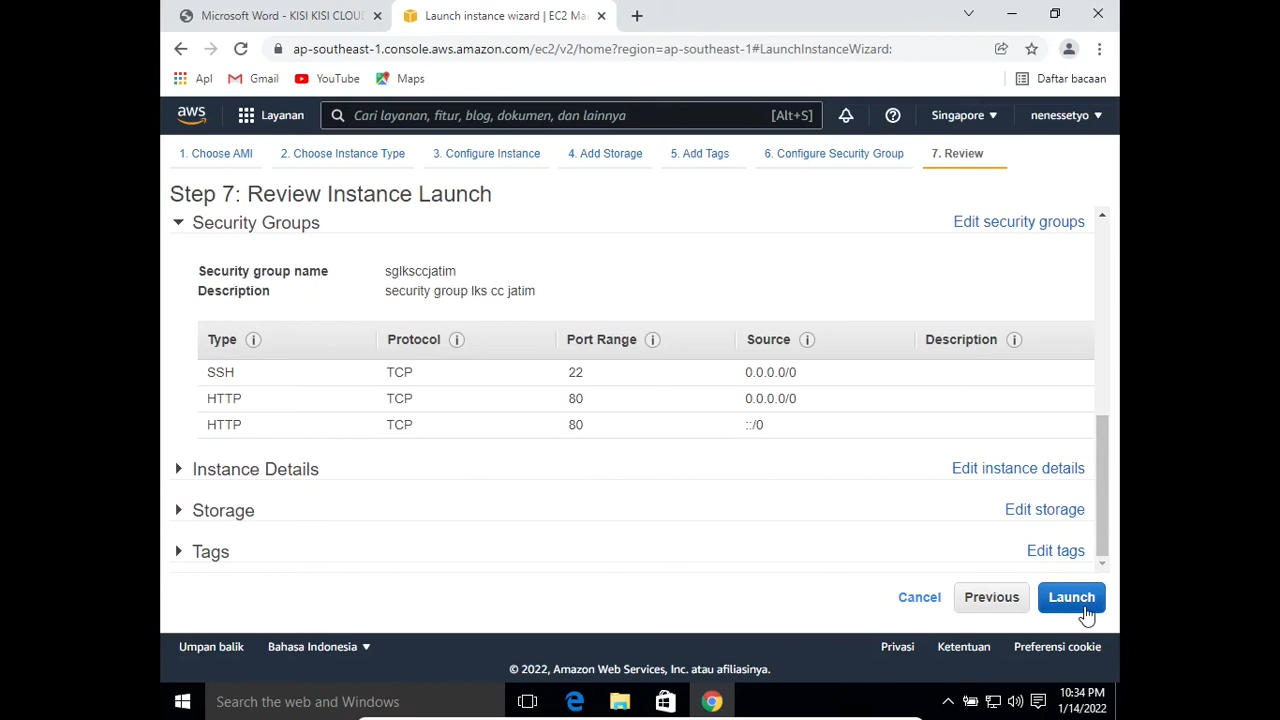 Microsoft Word - KISI KISI CLOUD
Launch instance wizard | EC2 Ma
ap-southeast-1.console.aws.amazon.com/ec2/v2/home?region=ap-southeast-1#LaunchInstanceWizard:
Apl Gmail YouTube Maps Daftar bacaan
aws Layanan Cari layanan, fitur, blog, dokumen, dan lainnya [Alt+S] Singapore nenessetyo
1. Choose AMI 2. Choose Instance Type 3. Configure Instance 4. Add Storage 5. Add Tags 6. Configure Security Group 7. Review
Step 7: Review Instance Launch
Security Groups Edit security groups
Security group name sglksccjatim
Description security group lks cc jatim
Type Protocol Port Range Source Description
SSH TCP 22 0.0.0.0/0
HTTP TCP 80 0.0.0.0/0
HTTP TCP 80 ::/0
Instance Details Edit instance details
Storage Edit storage
Tags Edit tags
Cancel Previous Launch
Umpan balik Bahasa Indonesia Privasi Ketentuan Preferensi cookie
© 2022, Amazon Web Services, Inc. atau afiliasinya.
Search the web and Windows
10:34 PM
1/14/2022